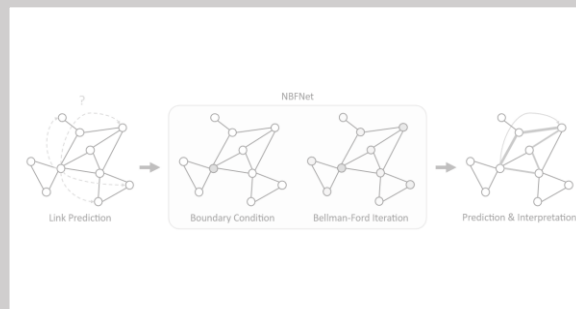 ?
NBFNet
Link Prediction
Boundary Condition
Bellman-Ford Iteration
Prediction & Interpretation